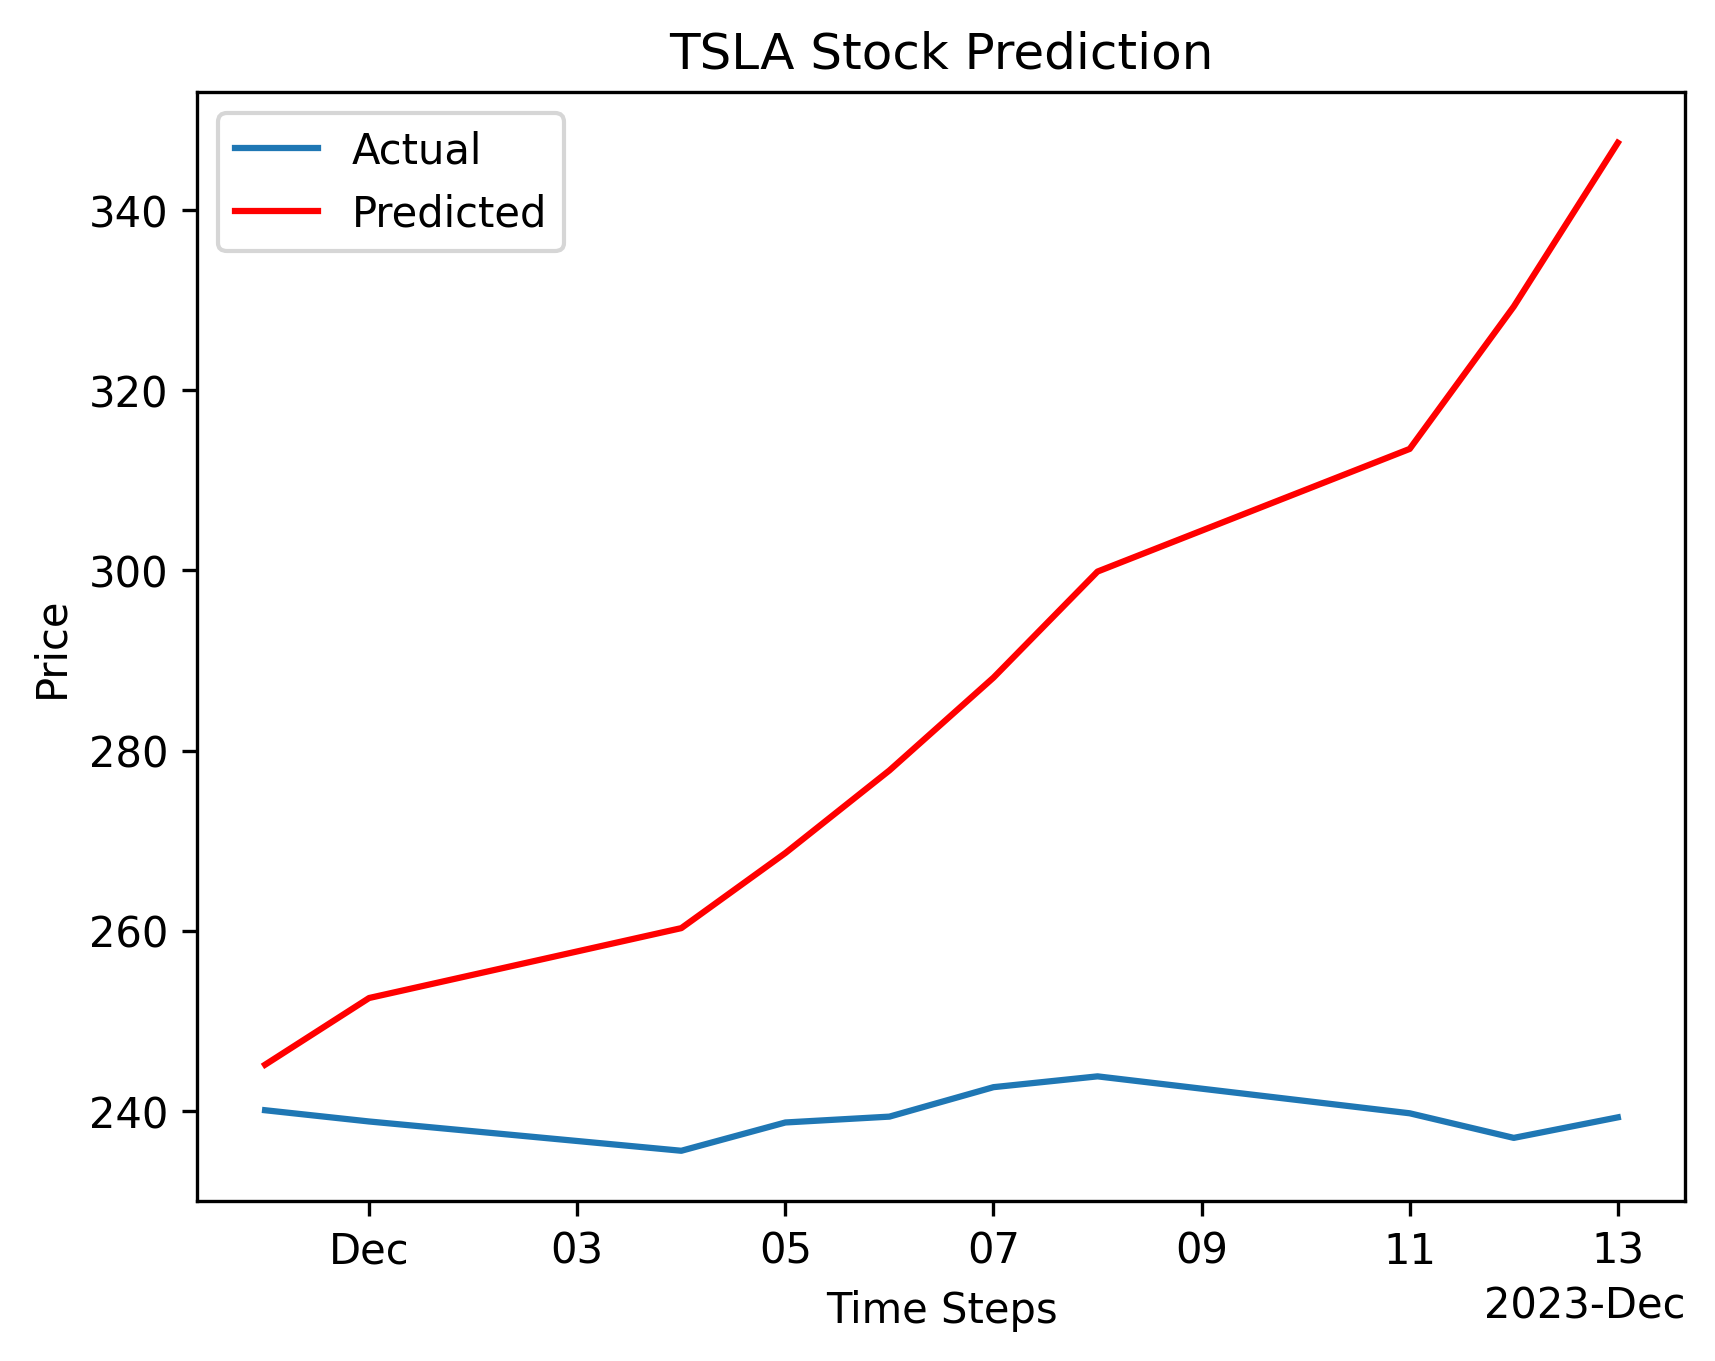 TSLA Stock Prediction
Actual
Predicted
340
320
300
280
260
240
Price
Dec 03 05 07 09 11 13
2023-Dec
Time Steps